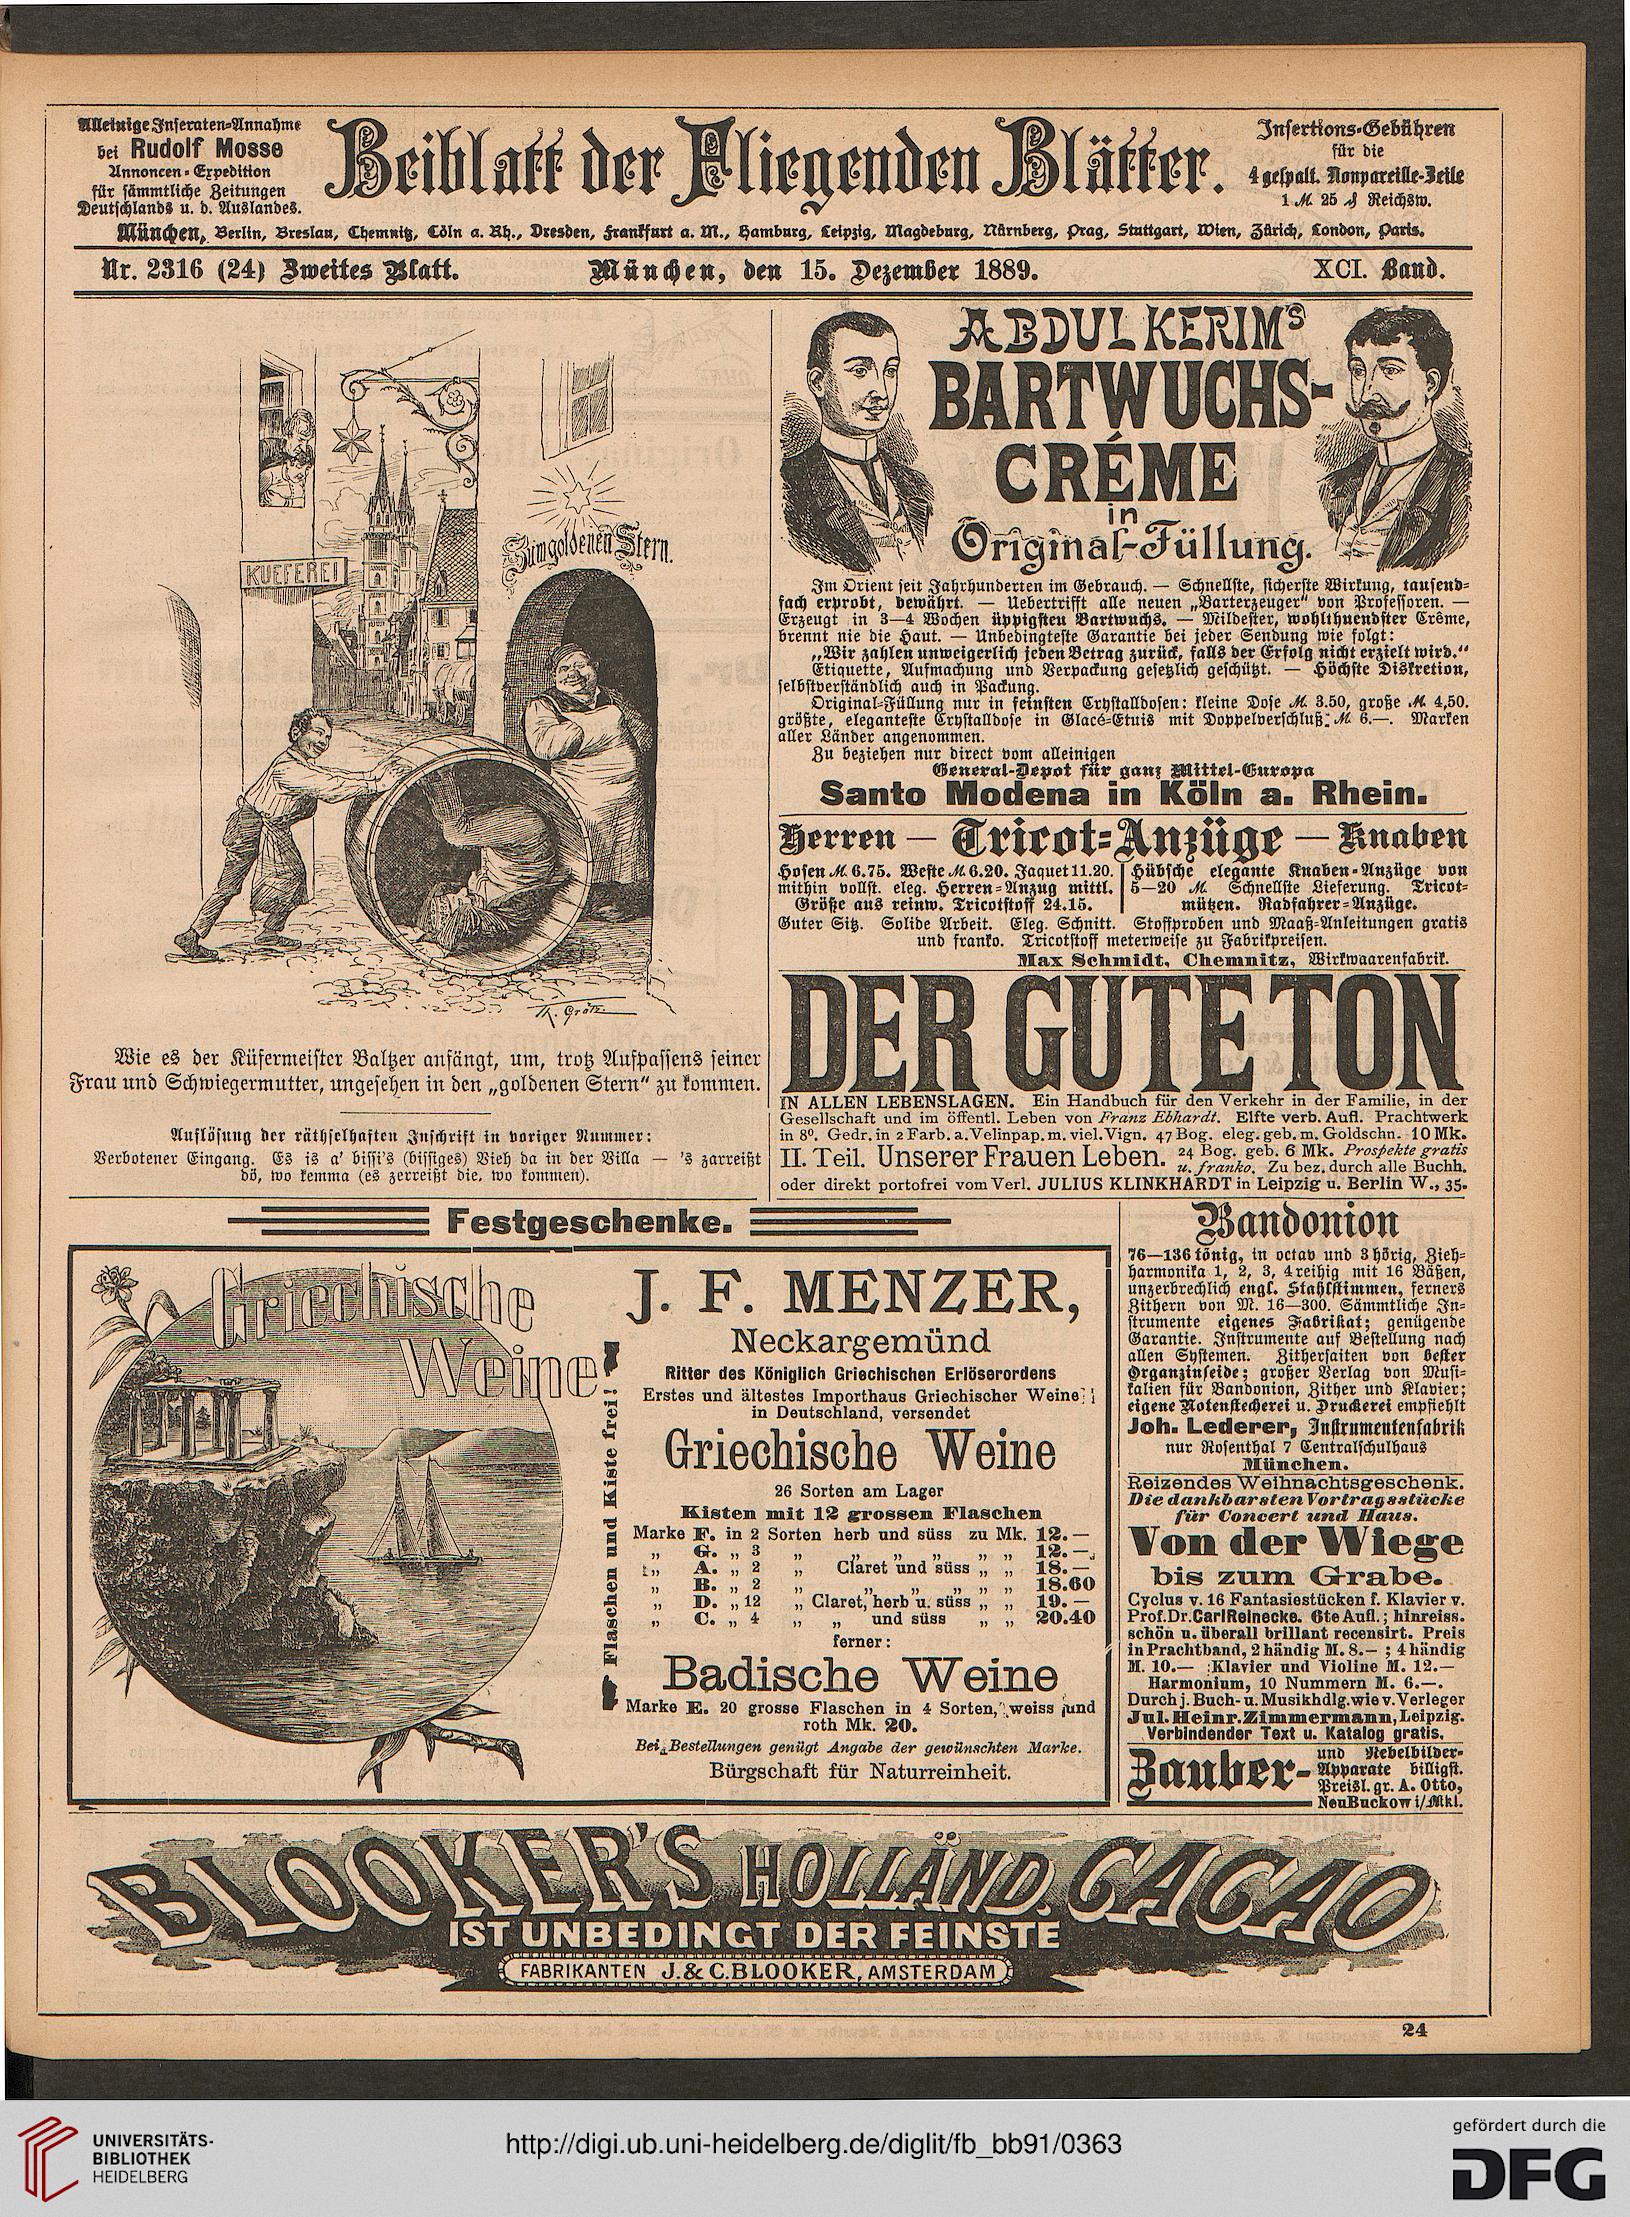 Alleinige Inseraten-Annahme
bei Rudolf Mosse
Annoncen-Expedition
für sämmtliche Zeitungen
Deutschlands u. d. Auslandes.
Beiblatt der Fliegenden Blätter.
Insertions-Gebühren
für die
4 gespalt. Nonpareille-Zeile
1 M. 25 ₰ Reichsw.
München, Berlin, Breslau, Chemnitz, Cöln a. Rh., Dresden, Frankfurt a. M., Hamburg, Leipzig, Magdeburg, Nürnberg, Prag, Stuttgart, Wien, Zürich, London, Paris.
Nr. 2316 (24) Zweites Blatt. München, den 15. Dezember 1889. XCI. Band.
KUEFEREI
Zum goldenen Stern.
Th. Grätz.
Wie es der Küfermeister Baltzer anfängt, um, trotz Aufpassens seiner
Frau und Schwiegermutter, ungesehen in den „goldenen Stern“ zu kommen.
Auflösung der räthselhaften Inschrift in voriger Nummer:
Verbotener Eingang. Es is a' bissi's (bissiges) Vieh da in der Villa — 's zarreißt
dö, wo kemma (es zerreißt die, wo kommen).
ABDUL KERIM'S
BARTWUCHS-
CRÉME
in
Original-Füllung.
Im Orient seit Jahrhunderten im Gebrauch. — Schnellste, sicherste Wirkung, tausend-
fach erprobt, bewährt. — Uebertrifft alle neuen „Barterzeuger“ von Professoren. —
Erzeugt in 3—4 Wochen üppigsten Bartwuchs. — Mildester, wohlthuendster Crême,
brennt nie die Haut. — Unbedingteste Garantie bei jeder Sendung wie folgt:
„Wir zahlen unweigerlich jeden Betrag zurück, falls der Erfolg nicht erzielt wird.“
Etiquette, Aufmachung und Verpackung gesetzlich geschützt. — Höchste Diskretion,
selbstverständlich auch in Packung.
Original-Füllung nur in feinsten Crystalldosen: kleine Dose M. 3.50, große M. 4,50.
größte, eleganteste Crystalldose in Glacé-Etuis mit Doppelverschluß: M. 6.—. Marken
aller Länder angenommen.
Zu beziehen nur direct vom alleinigen
General-Depot für ganz Mittel-Europa
Santo Modena in Köln a. Rhein.
Herren — Tricot-Anzüge — Knaben
Hosen M. 6.75. Weste M. 6.20. Jaquet 11.20.
mithin vollst. eleg. Herren-Anzug mittl.
Größe aus reinw. Tricotstoff 24.15.
Hübsche elegante Knaben-Anzüge von
5—20 M. Schnellste Lieferung. Tricot-
mützen. Radfahrer-Anzüge.
Guter Sitz. Solide Arbeit. Eleg. Schnitt. Stoffproben und Maaß-Anleitungen gratis
und franko. Tricotstoff meterweise zu Fabrikpreisen.
Max Schmidt, Chemnitz, Wirkwaarenfabrik.
DER GUTE TON
IN ALLEN LEBENSLAGEN. Ein Handbuch für den Verkehr in der Familie, in der
Gesellschaft und im öffentl. Leben von Franz Ebhardt. Elfte verb. Aufl. Prachtwerk
in 8º. Gedr. in 2 Farb. a. Velinpap. m. viel. Vign. 47 Bog. eleg. geb. m. Goldschn. 10 Mk.
II. Teil. Unserer Frauen Leben. 24 Bog. geb. 6 Mk. Prospekte gratis
u. franko. Zu bez. durch alle Buchh.
oder direkt portofrei vom Verl. JULIUS KLINKHARDT in Leipzig u. Berlin W., 35.
Festgeschenke.
Griechische
Weine
Flaschen und Kiste frei!
J. F. MENZER,
Neckargemünd
Ritter des Königlich Griechischen Erlöserordens
Erstes und ältestes Importhaus Griechischer Weine
in Deutschland, versendet
Griechische Weine
26 Sorten am Lager
Kisten mit 12 grossen Flaschen
Marke F. in 2 Sorten herb und süss zu Mk. 12.—
„ G. „ 3 „ „ „ „ „ „ 12.—
„ A. „ 2 „ Claret und süss „ „ 18.—
„ B. „ 2 „ „ „ „ „ „ 18.60
„ D. „ 12 „ Claret, herb u. süss „ „ 19.—
„ C. „ 4 „ „ und süss „ „ 20.40
ferner:
Badische Weine
Marke E. 20 grosse Flaschen in 4 Sorten, weiss und
roth Mk. 20.
Bei Bestellungen genügt Angabe der gewünschten Marke.
Bürgschaft für Naturreinheit.
Bandonion
76—136 tönig, in octav und 3 hörig, Zieh-
harmonika 1, 2, 3, 4 reihig mit 16 Bäßen,
unzerbrechlich engl. Stahlstimmen, ferners
Zithern von M. 16—300. Sämmtliche In-
strumente eigenes Fabrikat; genügende
Garantie. Instrumente auf Bestellung nach
allen Systemen. Zithersaiten von bester
Organzinseide; großer Verlag von Musi-
kalien für Bandonion, Zither und Klavier;
eigene Notenstecherei u. Druckerei empfiehlt
Joh. Lederer, Instrumentenfabrik
nur Rosenthal 7 Centralschulhaus
München.
Reizendes Weihnachtsgeschenk.
Die dankbarsten Vortragsstücke
für Concert und Haus.
Von der Wiege
bis zum Grabe.
Cyclus v. 16 Fantasiestücken f. Klavier v.
Prof. Dr. Carl Reinecke. 6te Aufl.; hinreiss.
schön u. überall brillant recensirt. Preis
in Prachtband, 2 händig M. 8.— ; 4 händig
M. 10.— Klavier und Violine M. 12.—
Harmonium, 10 Nummern M. 6.—.
Durch j. Buch- u. Musikhdlg. wie v. Verleger
Jul. Heinr. Zimmermann, Leipzig.
Verbindender Text u. Katalog gratis.
Zauber- und Nebelbilder-
Apparate billigst.
Preisl. gr. A. Otto,
Neu Buckow i/Mkl.
BLOOKER'S HOLLÄND. CACAO
IST UNBEDINGT DER FEINSTE
FABRIKANTEN J. & C. BLOOKER, AMSTERDAM
24
UNIVERSITÄTS-
BIBLIOTHEK
HEIDELBERG
http://digi.ub.uni-heidelberg.de/diglit/fb_bb91/0363
gefördert durch die
DFG